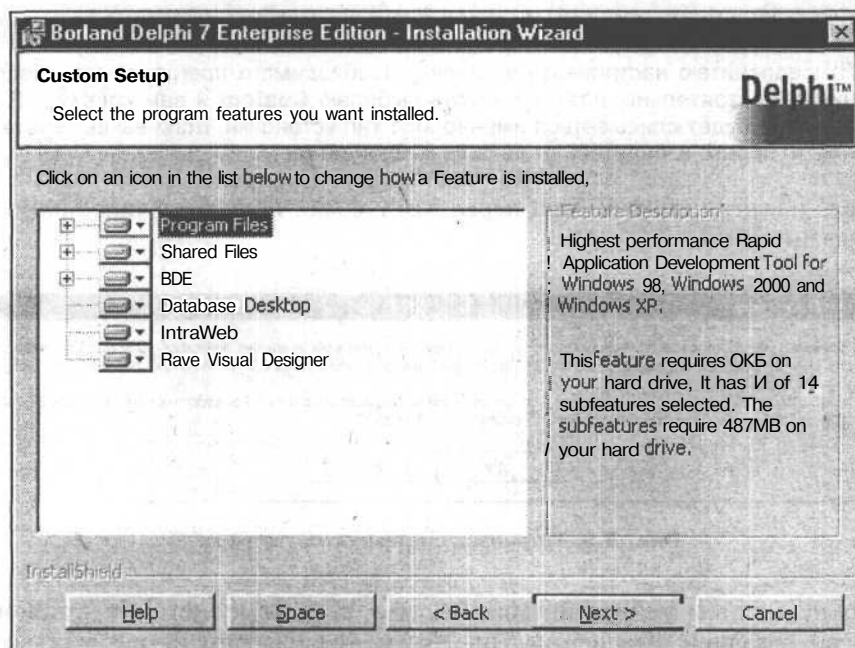 Borland Delphi 7 Enterprise Edition - Installation Wizard
Custom Setup
Select the program features you want installed.
Delphi™
Click on an icon in the list below to change how a Feature is installed,
Program Files
Shared Files
BDE
Database Desktop
IntraWeb
Rave Visual Designer
Feature Description
Highest performance Rapid
! Application Development Tool for
; Windows 98, Windows 2000 and
Windows XP.
Thisfeature requires ОКБ on
your hard drive, It has И of 14
subfeatures selected. The
subfeatures require 487MB on
/ your hard drive.
InstallShield
Help
Space
< Back
Next >
Cancel